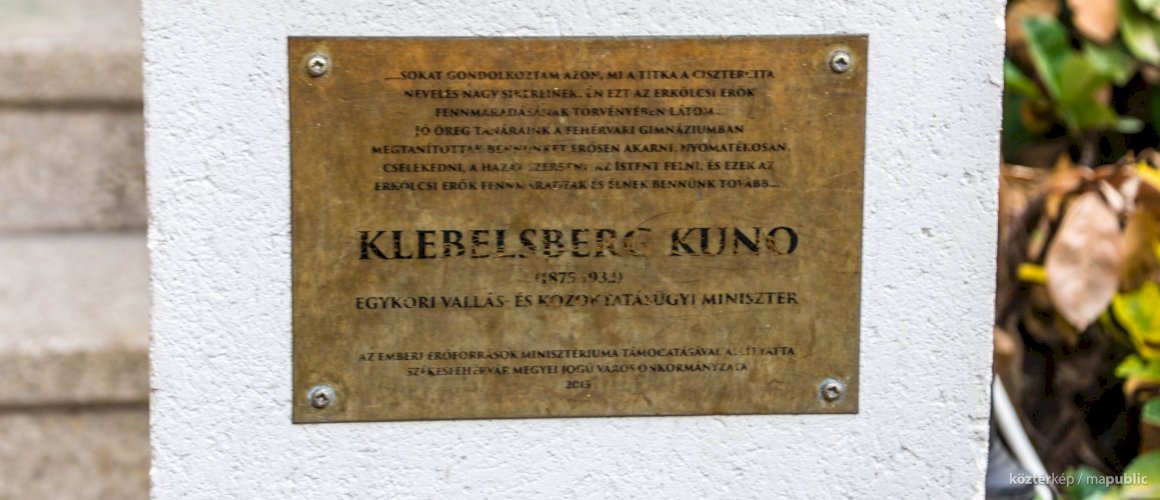 ...SOKAT GONDOLKOZTAM AZON, MI A TITKA A CISZTERCITA
NEVELÉS NAGY SIKEREINEK. ÉN EZT AZ ERKÖLCSI ERŐK
FENNMARADÁSÁNAK TÖRVÉNYÉBEN LÁTOM...
JÓ ÖREG TANÁRAINK A FEHÉRVÁRI GIMNÁZIUMBAN
MEGTANÍTOTTAK BENNÜNKET ERŐSEN AKARNI, NYOMATÉKOSAN
CSELEKEDNI, A HAZÁT SZERETNI, AZ ISTENT FÉLNI, ÉS EZEK AZ
ERKÖLCSI ERŐK FENNMARADTAK ÉS ÉLNEK BENNÜNK TOVÁBB...
KLEBELSBERG KUNO
(1875-1932)
EGYKORI VALLÁS- ÉS KÖZOKTATÁSÜGYI MINISZTER
AZ EMBERI ERŐFORRÁSOK MINISZTÉRIUMA TÁMOGATÁSÁVAL ÁLLÍTTATTA
SZÉKESFEHÉRVÁR MEGYEI JOGÚ VÁROS ÖNKORMÁNYZATA
2013
köztérkép / mapublic